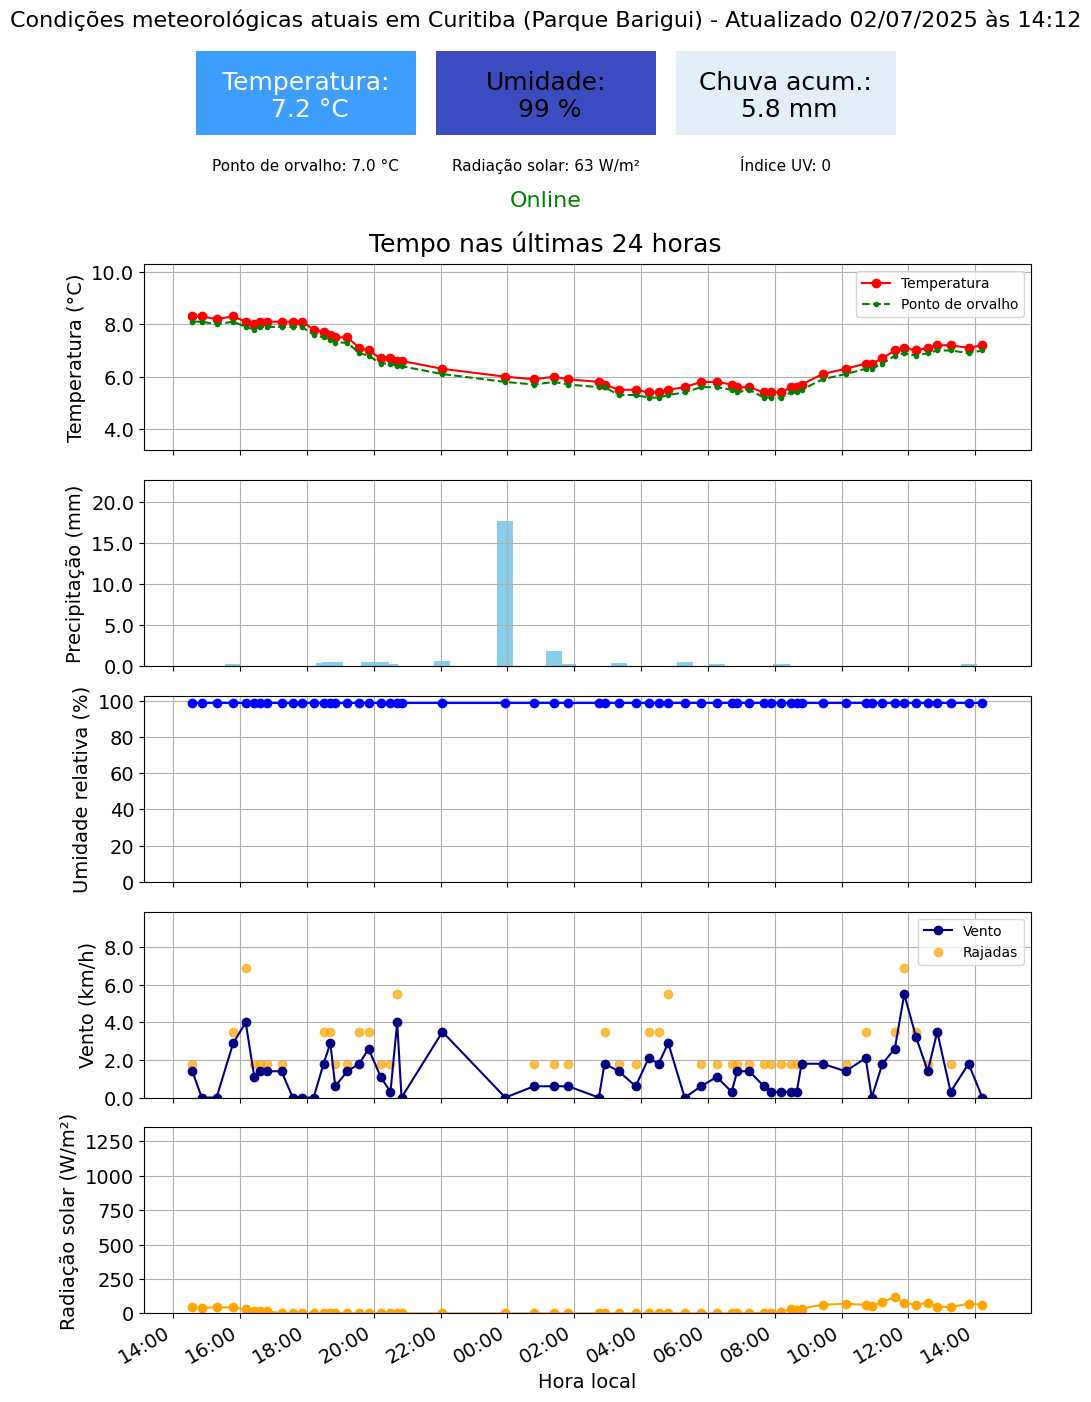 Condições meteorológicas atuais em Curitiba (Parque Barigui) - Atualizado 02/07/2025 às 14:12
Temperatura:
7.2 °C
Umidade:
99 %
Chuva acum.:
5.8 mm
Ponto de orvalho: 7.0 °C
Radiação solar: 63 W/m²
Índice UV: 0
Online
Tempo nas últimas 24 horas
Temperatura (°C)
10.0
8.0
6.0
4.0
Temperatura
Ponto de orvalho
Precipitação (mm)
20.0
15.0
10.0
5.0
0.0
Umidade relativa (%)
100
80
60
40
20
0
Vento (km/h)
8.0
6.0
4.0
2.0
0.0
Vento
Rajadas
Radiação solar (W/m²)
1250
1000
750
500
250
0
14:00
16:00
18:00
20:00
22:00
00:00
02:00
04:00
06:00
08:00
10:00
12:00
14:00
Hora local